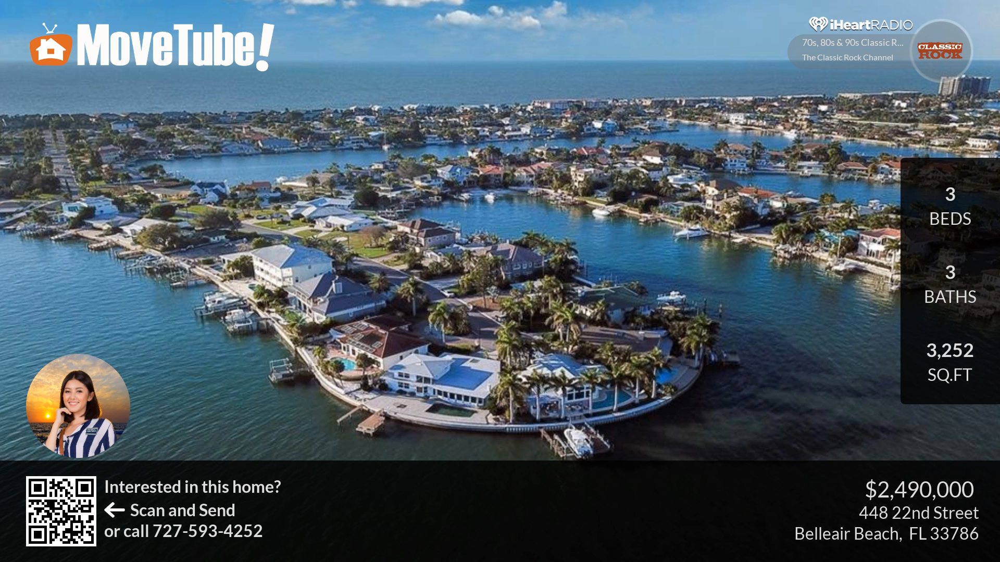 MoveTube!
iHeartRADIO
70s, 80s & 90s Classic R...
The Classic Rock Channel
CLASSIC
ROCK
3
BEDS
3
BATHS
3,252
SQ.FT
Interested in this home?
← Scan and Send
or call 727-593-4252
$2,490,000
448 22nd Street
Belleair Beach, FL 33786